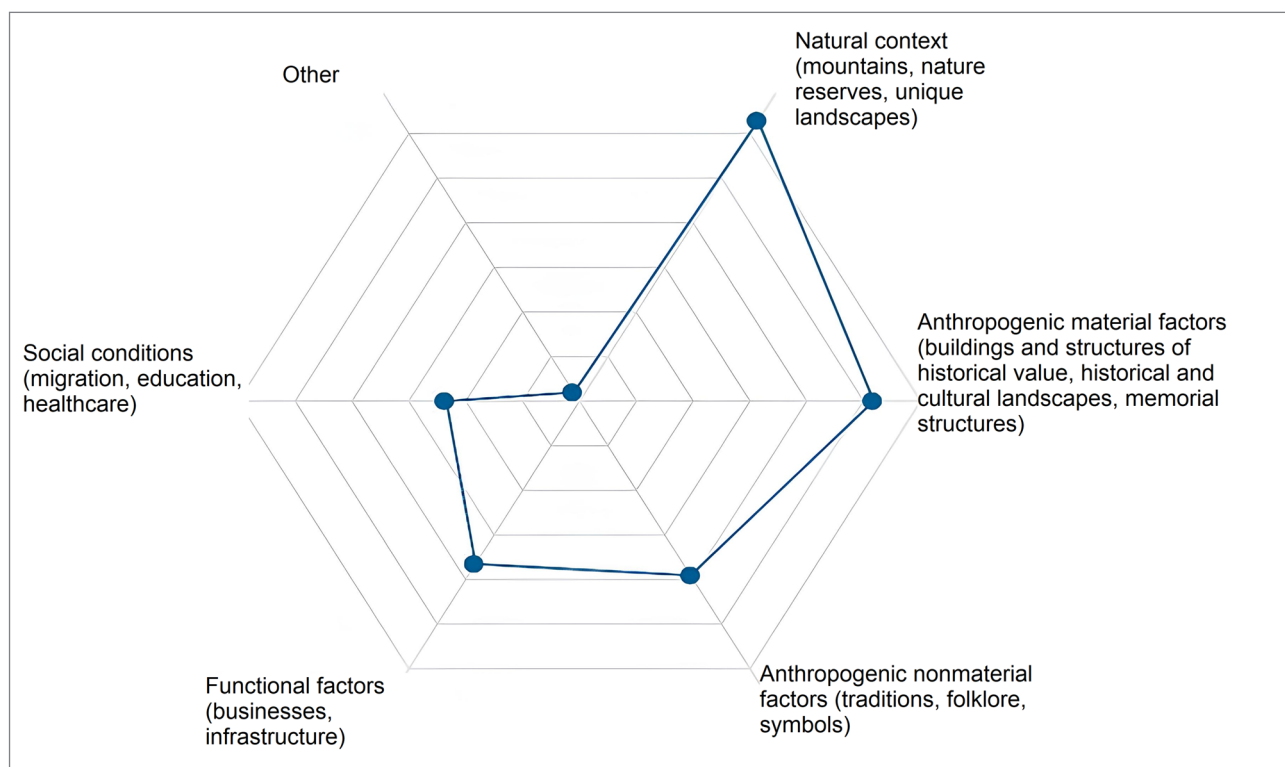 Other
Natural context
(mountains, nature
reserves, unique
landscapes)
Anthropogenic material factors
(buildings and structures of
historical value, historical and
cultural landscapes, memorial
structures)
Social conditions
(migration, education,
healthcare)
Functional factors
(businesses,
infrastructure)
Anthropogenic nonmaterial
factors (traditions, folklore,
symbols)